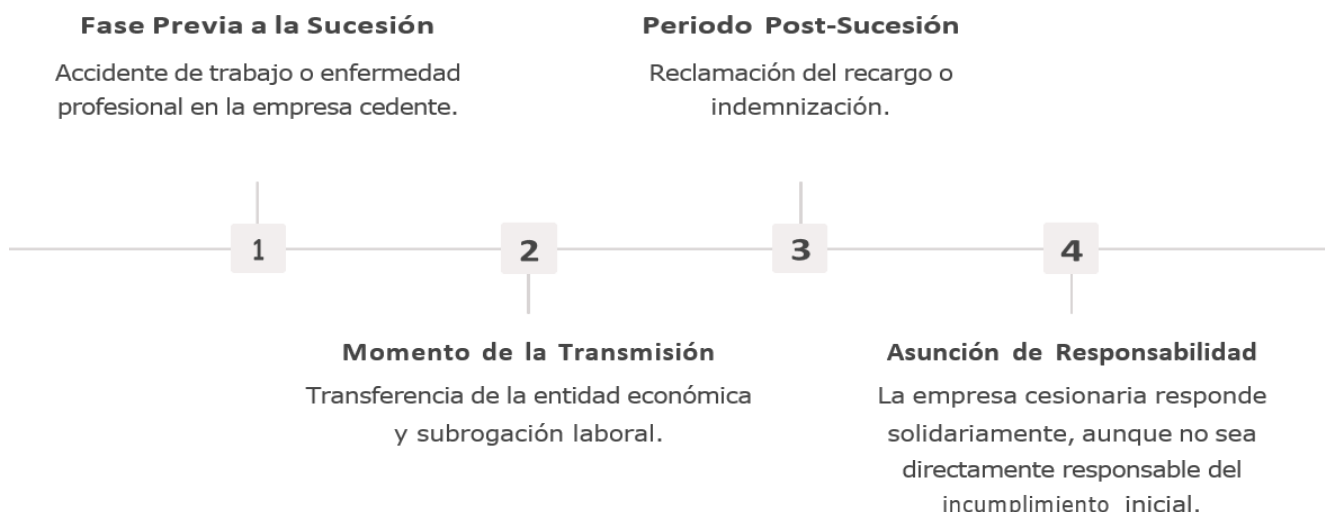 Fase Previa a la Sucesión
Accidente de trabajo o enfermedad
profesional en la empresa cedente.
Periodo Post-Sucesión
Reclamación del recargo o
indemnización.
1
2
3
4
Momento de la Transmisión
Transferencia de la entidad económica
y subrogación laboral.
Asunción de Responsabilidad
La empresa cesionaria responde
solidariamente, aunque no sea
directamente responsable del
incumplimiento inicial.